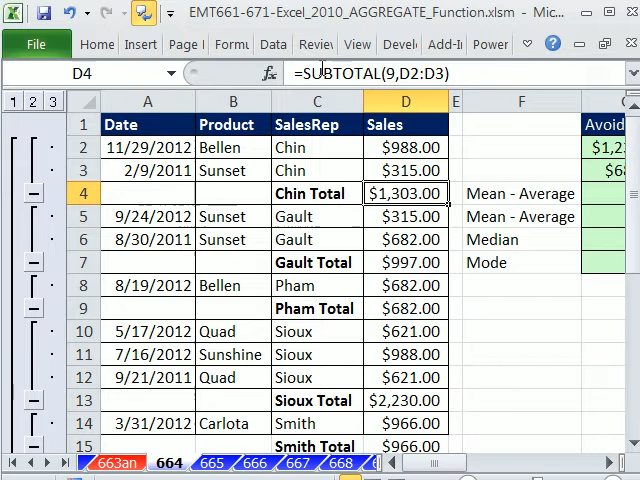 EMT661-671-Excel_2010_AGGREGATE_Function.xlsm - Mic...
File Home Insert Page l Formu Data Review View Develo Add-In
D4 fx =SUBTOTAL(9,D2:D3)
1 2 3 A B C D E F
1 Date Product SalesRep Sales Avoid
2 11/29/2012 Bellen Chin $988.00 $1,23
3 2/9/2011 Sunset Chin $315.00 $68
4 Chin Total $1,303.00 Mean - Average
5 9/24/2012 Sunset Gault $315.00 Mean - Average
6 8/30/2011 Sunset Gault $682.00 Median
7 Gault Total $997.00 Mode
8 8/19/2012 Bellen Pham $682.00
9 Pham Total $682.00
10 5/17/2012 Quad Sioux $621.00
11 7/16/2012 Sunshine Sioux $988.00
12 9/21/2011 Quad Sioux $621.00
13 Sioux Total $2,230.00
14 3/31/2012 Carlota Smith $966.00
15 Smith Total $966.00
663an 664 665 666 667 668